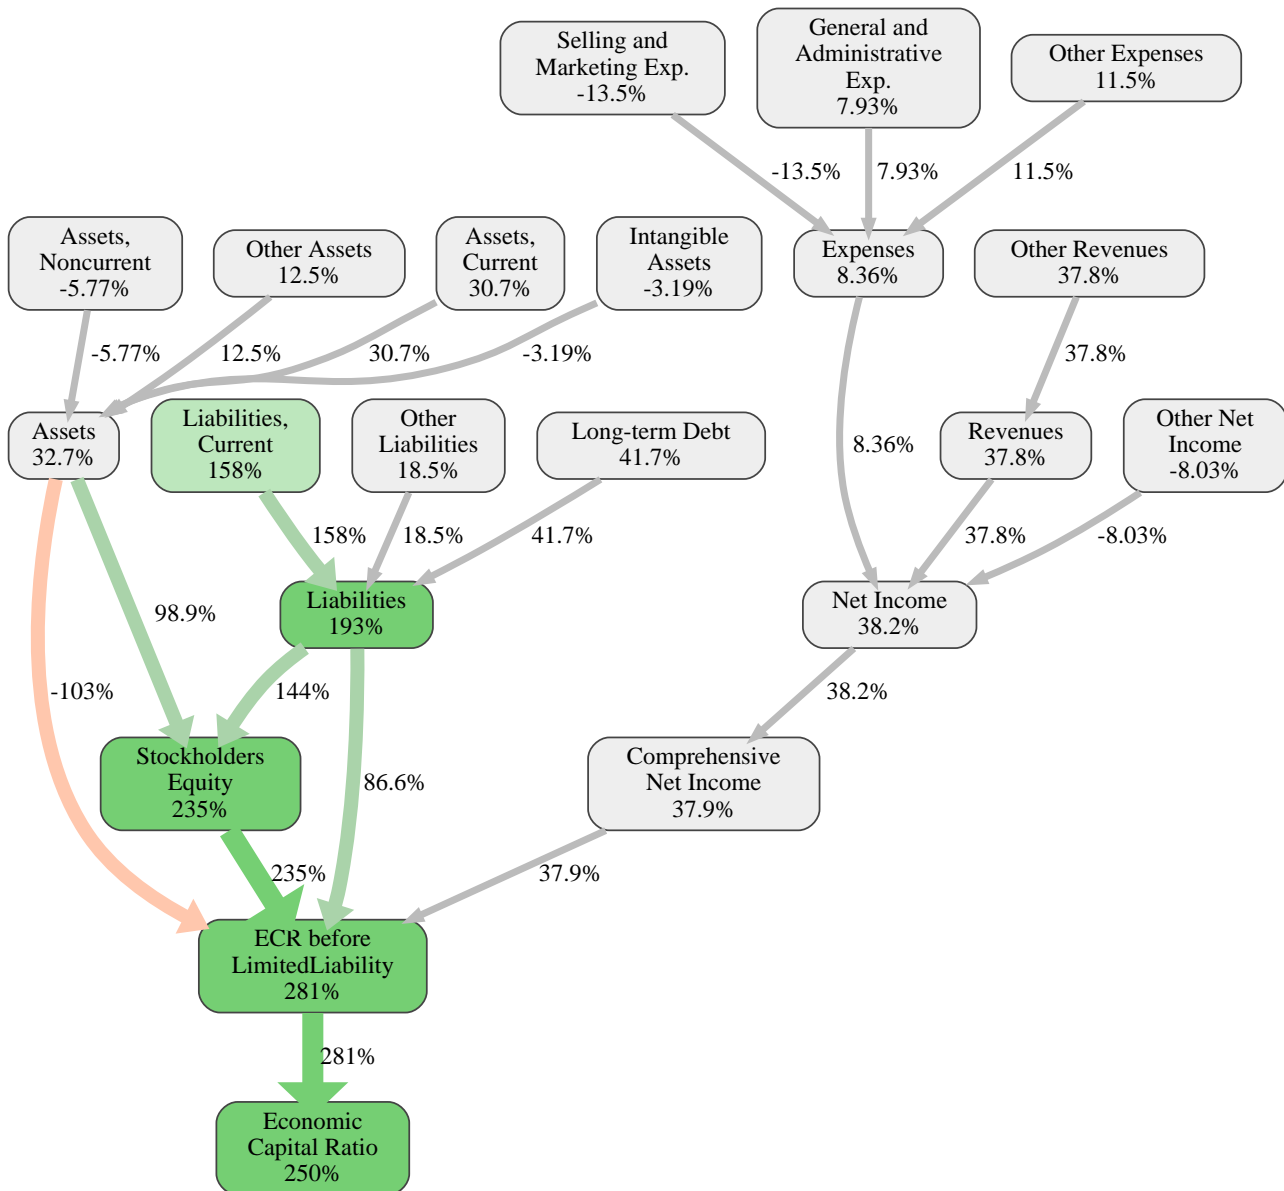 Selling and
Marketing Exp.
-13.5%
General and
Administrative
Exp.
7.93%
Other Expenses
11.5%
-13.5%
7.93%
11.5%
Assets,
Noncurrent
-5.77%
Other Assets
12.5%
Assets,
Current
30.7%
Intangible
Assets
-3.19%
Expenses
8.36%
Other Revenues
37.8%
-5.77%
12.5%
30.7%
-3.19%
37.8%
Assets
32.7%
Liabilities,
Current
158%
Other
Liabilities
18.5%
Long-term Debt
41.7%
8.36%
Revenues
37.8%
Other Net
Income
-8.03%
158%
18.5%
41.7%
37.8%
-8.03%
98.9%
Liabilities
193%
Net Income
38.2%
-103%
144%
38.2%
Stockholders
Equity
235%
86.6%
Comprehensive
Net Income
37.9%
235%
37.9%
ECR before
LimitedLiability
281%
281%
Economic
Capital Ratio
250%